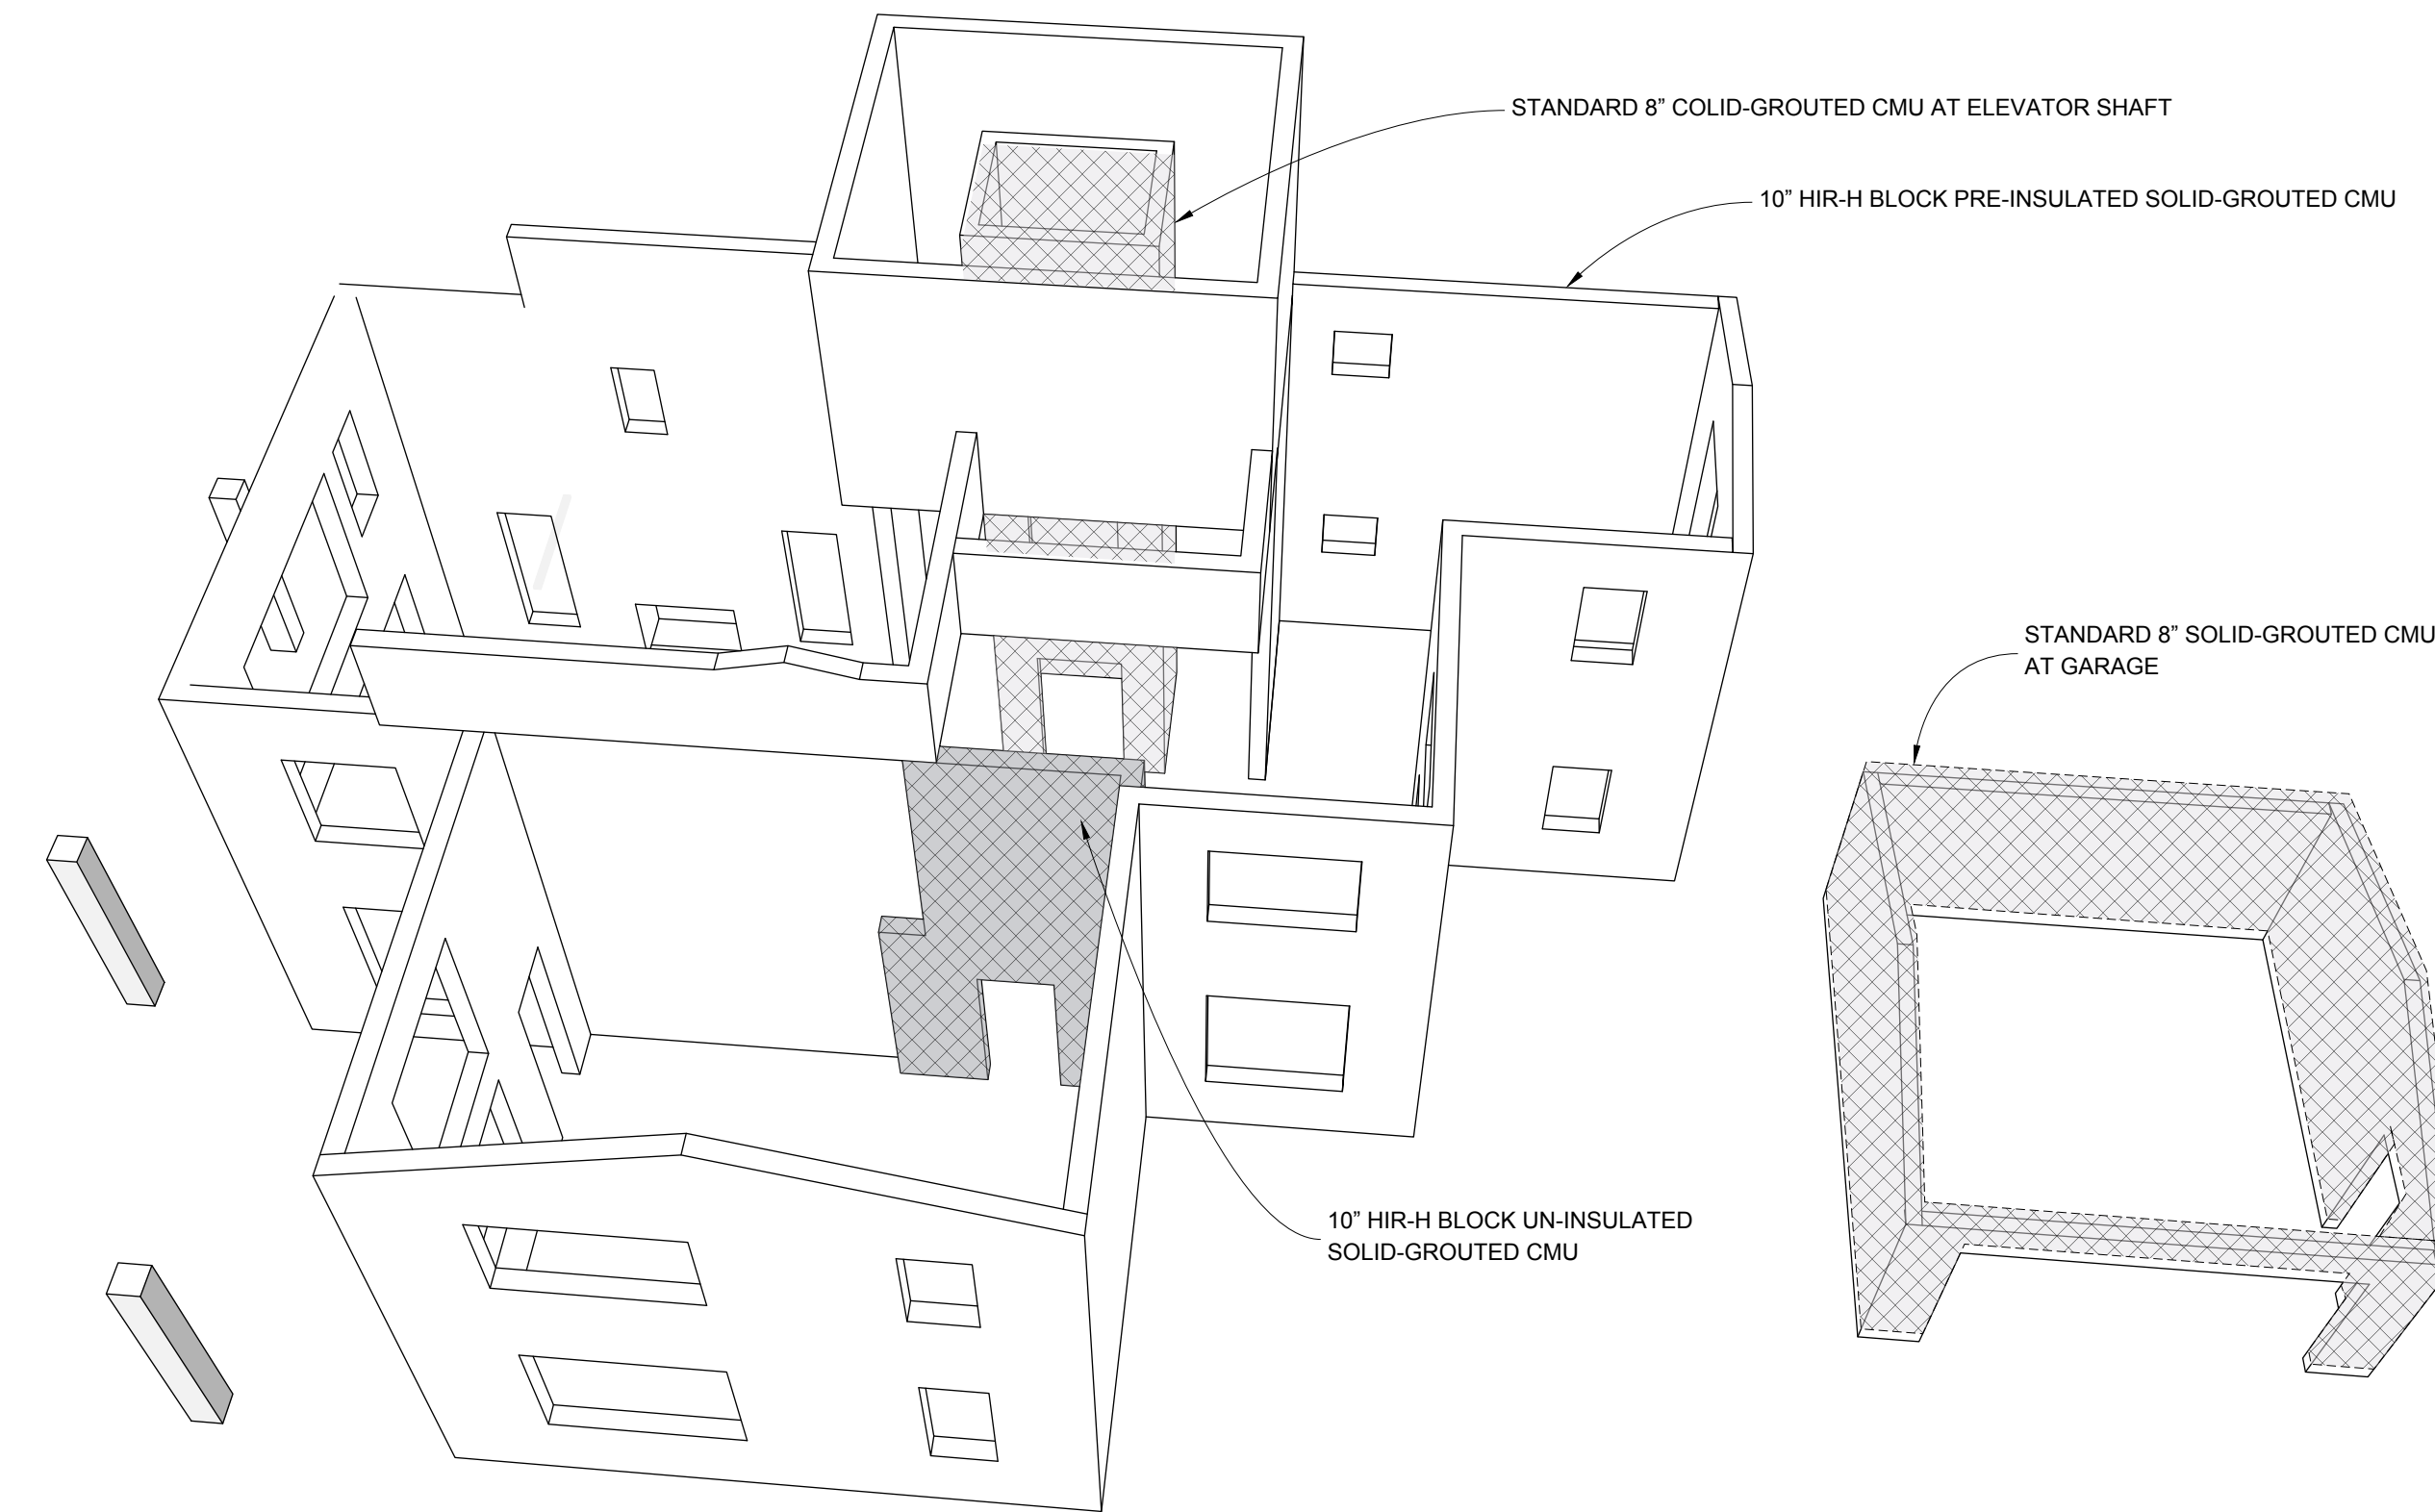 STANDARD 8” COLID-GROUTED CMU AT ELEVATOR SHAFT
10” HIR-H BLOCK PRE-INSULATED SOLID-GROUTED CMU
STANDARD 8” SOLID-GROUTED CMU
AT GARAGE
10” HIR-H BLOCK UN-INSULATED
SOLID-GROUTED CMU